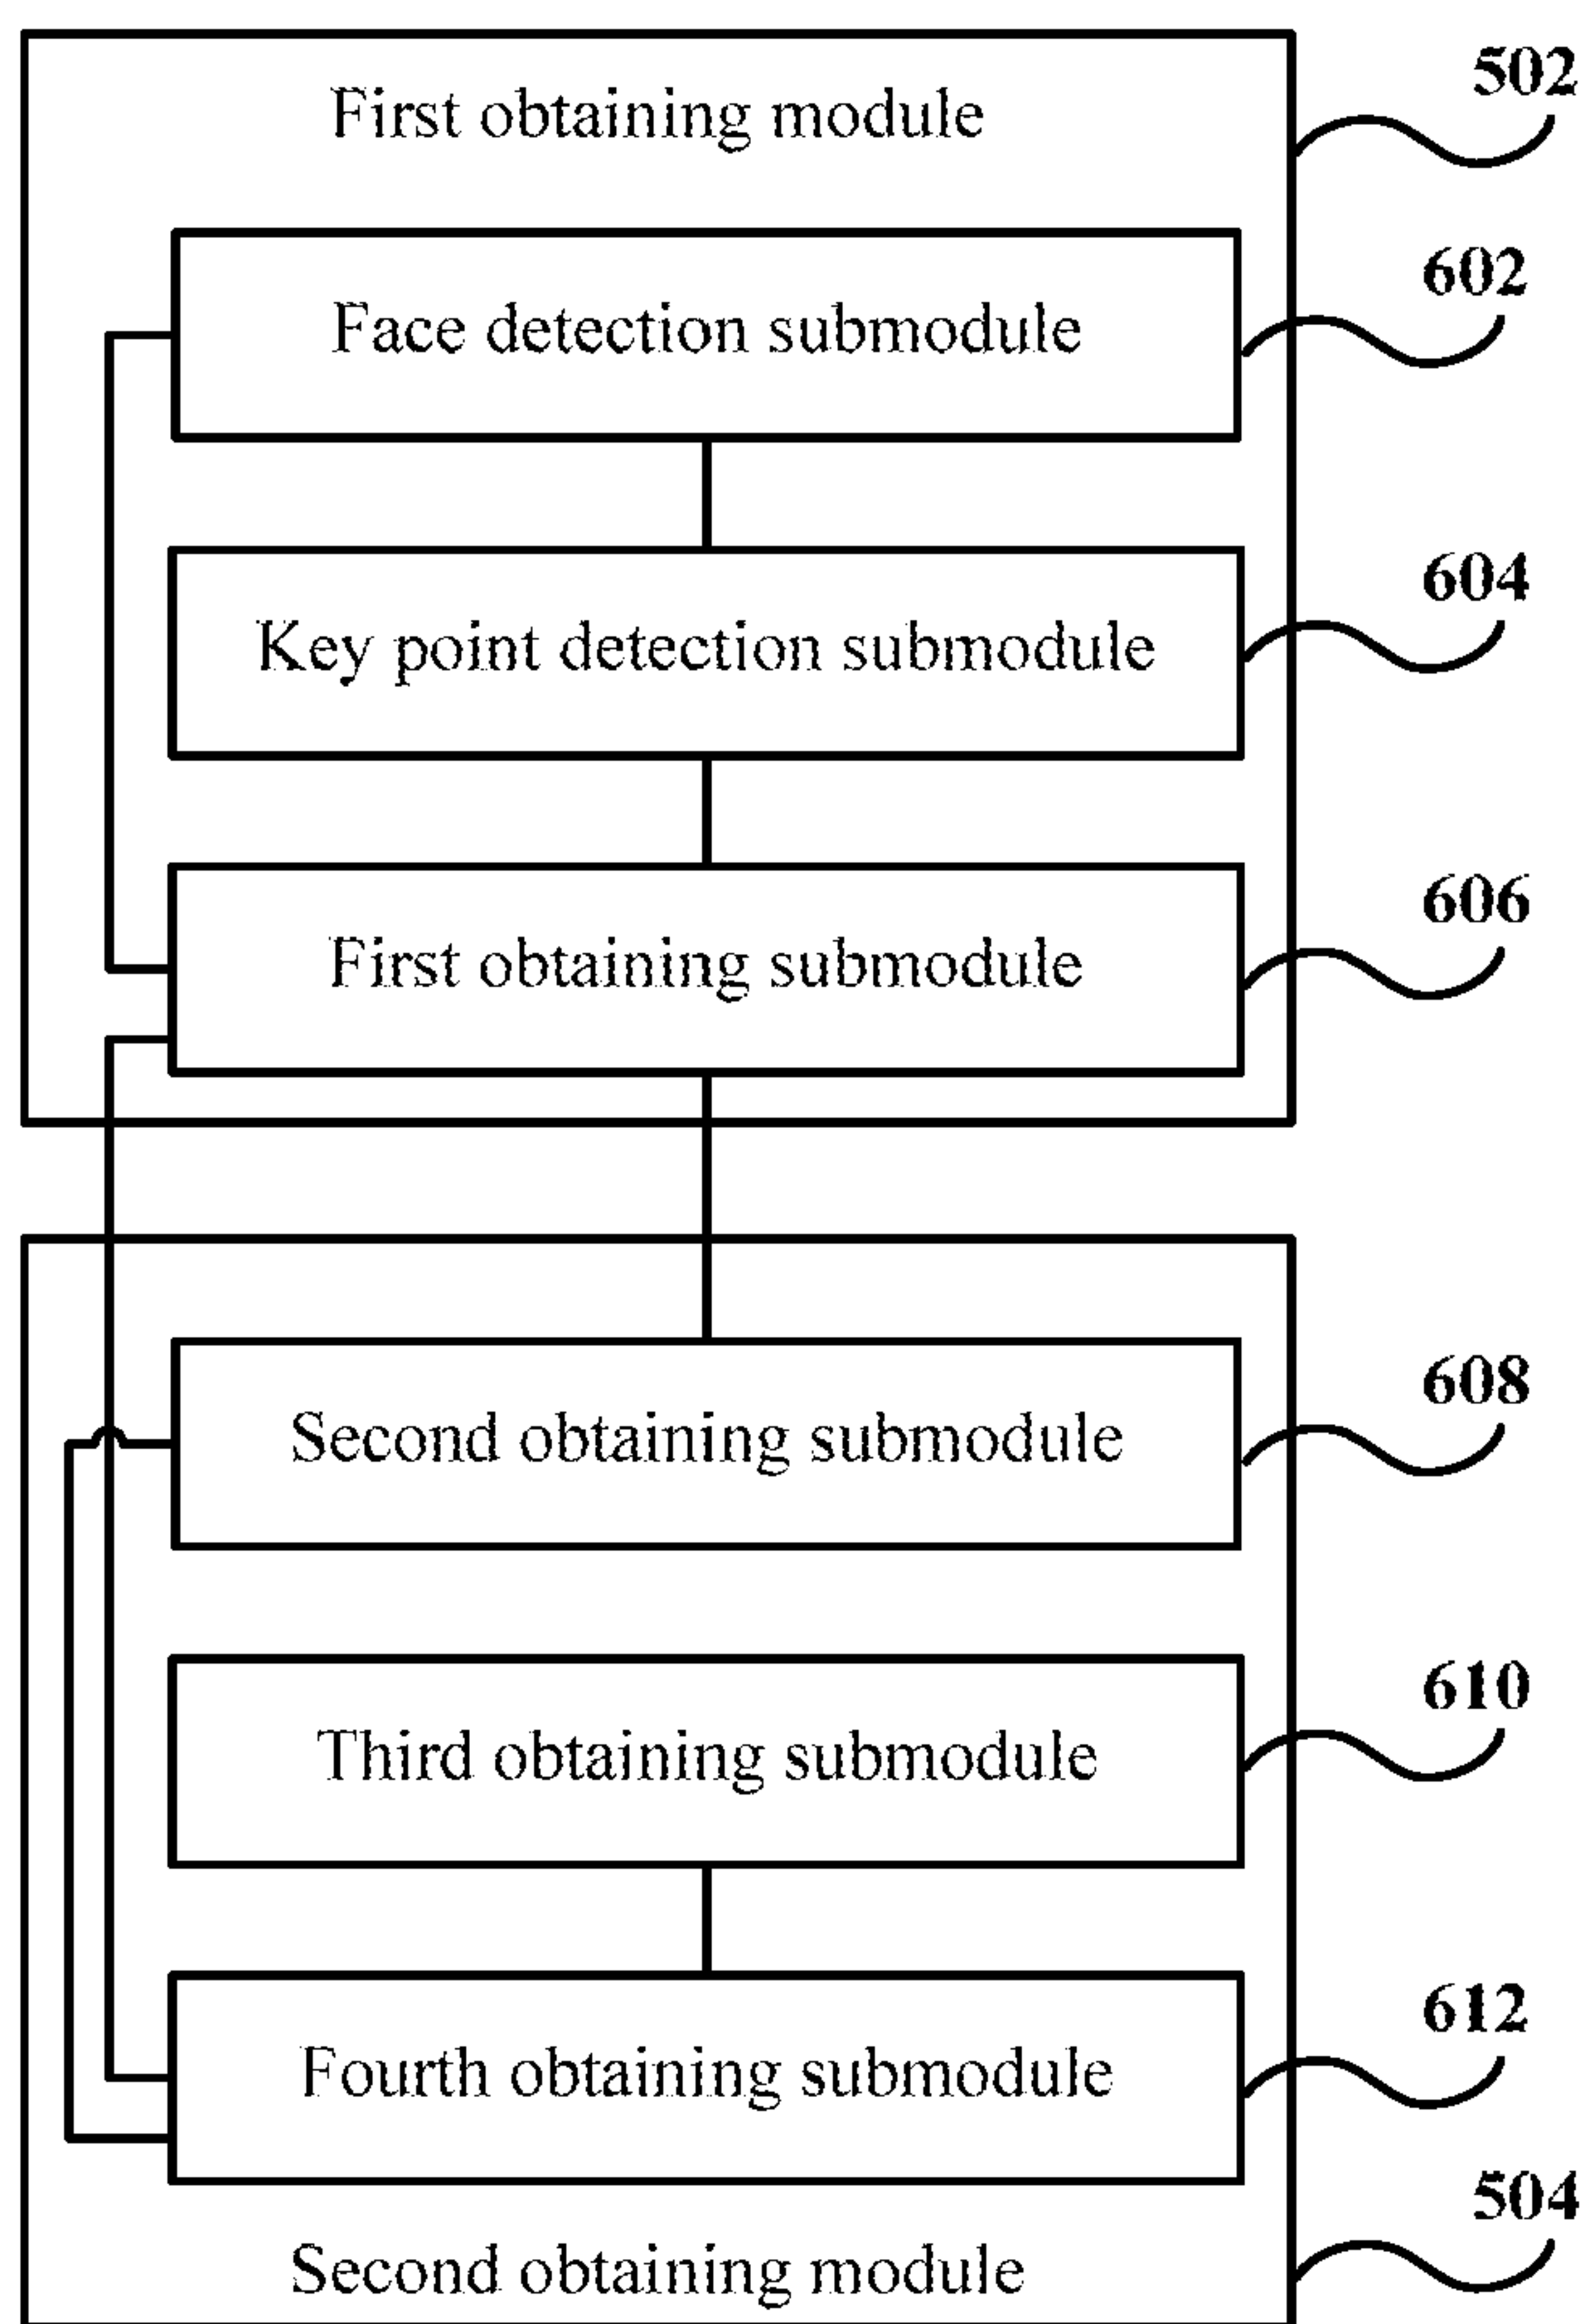 502
First obtaining module
602
Face detection submodule
604
Key point detection submodule
606
First obtaining submodule
608
Second obtaining submodule
610
Third obtaining submodule
612
Fourth obtaining submodule
504
Second obtaining module